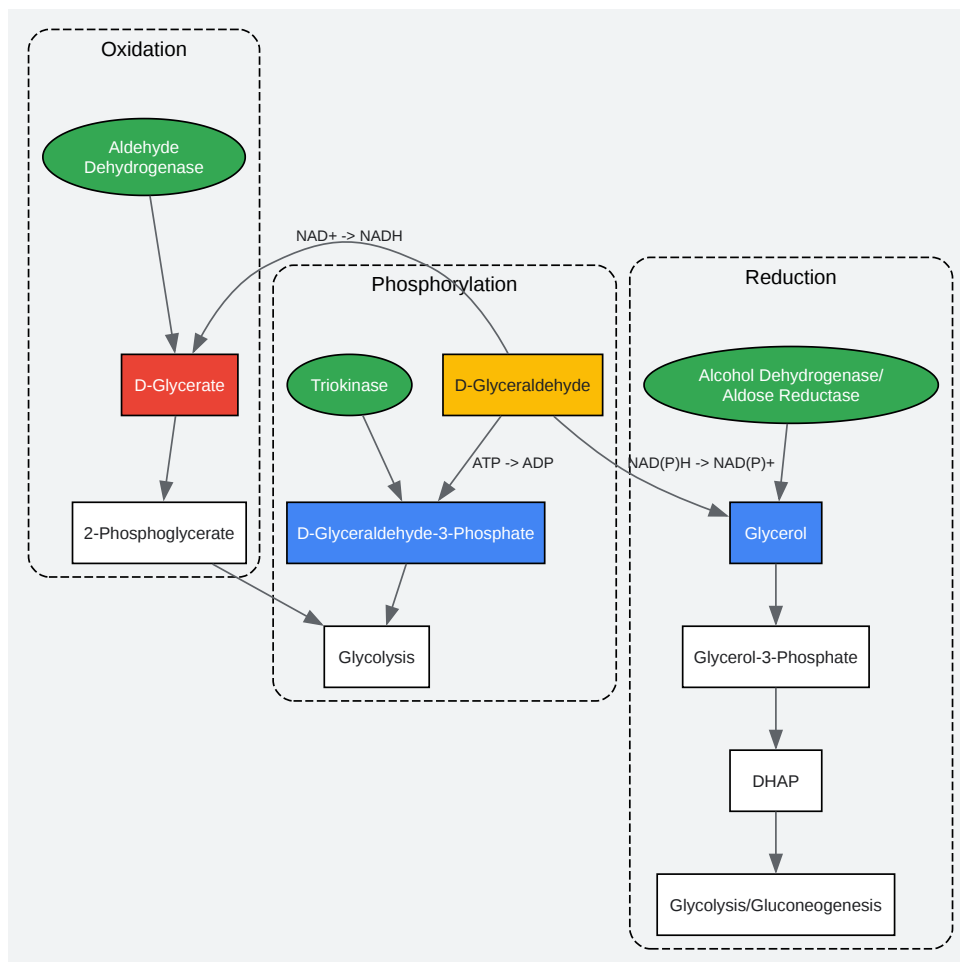 Oxidation
Aldehyde
Dehydrogenase
NAD+ -> NADH
Phosphorylation
Reduction
D-Glycerate
Triokinase
D-Glyceraldehyde
Alcohol Dehydrogenase/
Aldose Reductase
ATP -> ADP
NAD(P)H -> NAD(P)+
2-Phosphoglycerate
D-Glyceraldehyde-3-Phosphate
Glycerol
Glycolysis
Glycerol-3-Phosphate
DHAP
Glycolysis/Gluconeogenesis